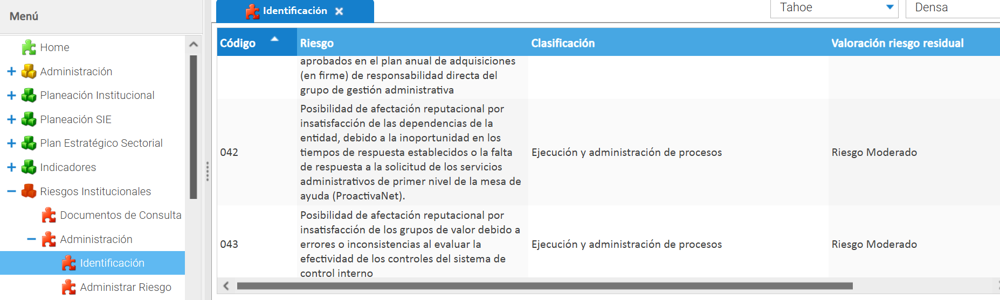 Menú
Home
Administración
Planeación Institucional
Planeación SIE
Plan Estratégico Sectorial
Indicadores
Riesgos Institucionales
Documentos de Consulta
Administración
Identificación
Administrar Riesgo
Identificación
Tahoe
Densa
Código
Riesgo
Clasificación
Valoración riesgo residual
aprobados en el plan anual de adquisiciones
(en firme) de responsabilidad directa del
grupo de gestión administrativa
042
Posibilidad de afectación reputacional por
insatisfacción de las dependencias de la
entidad, debido a la inoportunidad en los
tiempos de respuesta establecidos o la falta
de respuesta a la solicitud de los servicios
administrativos de primer nivel de la mesa de
ayuda (ProactivaNet).
Ejecución y administración de procesos
Riesgo Moderado
043
Posibilidad de afectación reputacional por
insatisfacción de los grupos de valor debido a
errores o inconsistencias al evaluar la
efectividad de los controles del sistema de
control interno
Ejecución y administración de procesos
Riesgo Moderado